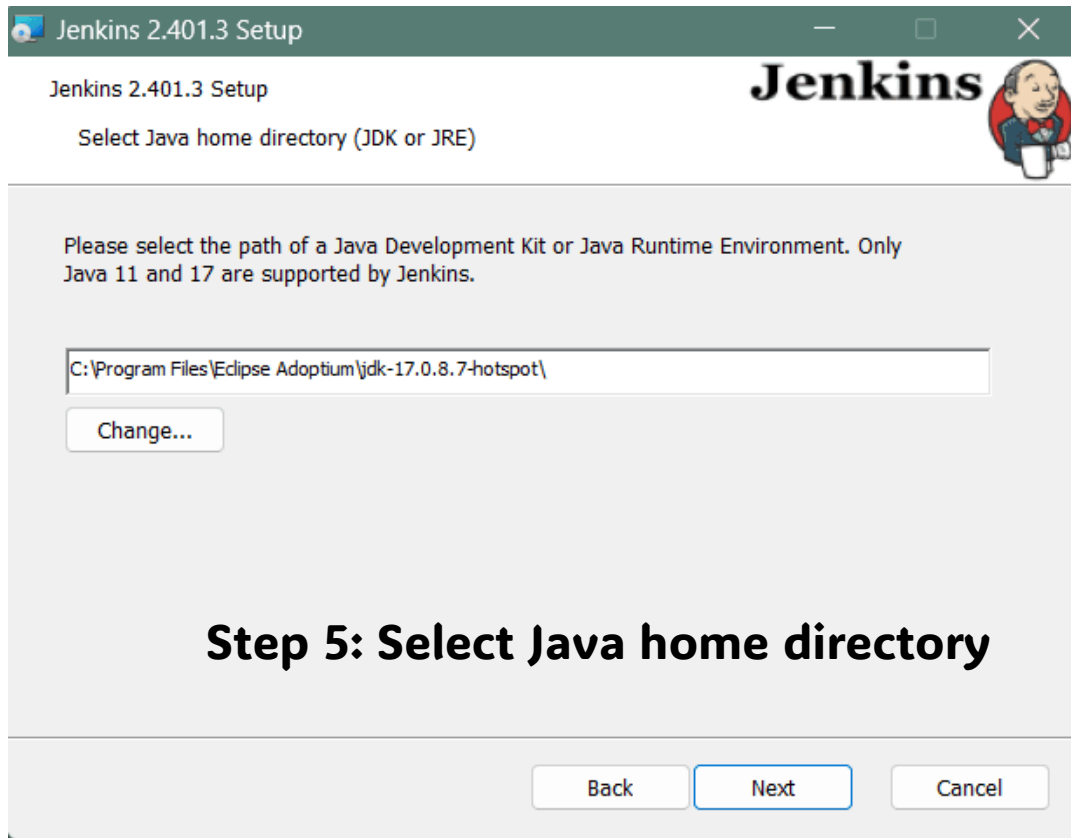 Jenkins 2.401.3 Setup
Jenkins 2.401.3 Setup
Jenkins
Select Java home directory (JDK or JRE)
Please select the path of a Java Development Kit or Java Runtime Environment. Only
Java 11 and 17 are supported by Jenkins.
C:\Program Files\Eclipse Adoptium\jdk-17.0.8.7-hotspot\
Change...
Step 5: Select Java home directory
Back Next Cancel